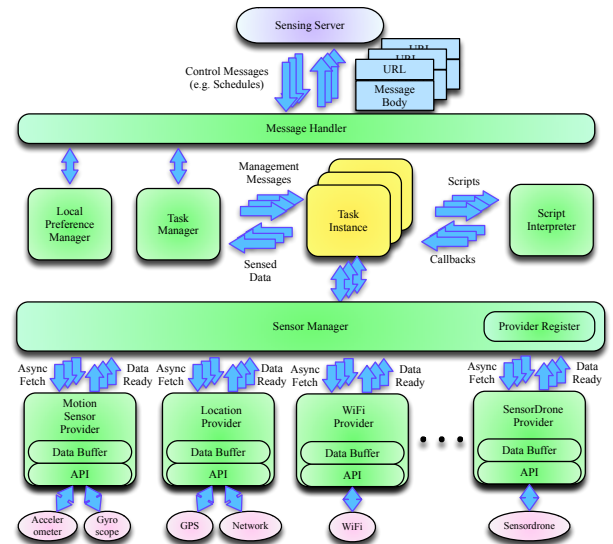 Sensing Server
Control Messages
(e.g. Schedules)
URL
URL
URL
Message
Body
Message Handler
Local
Preference
Manager
Task
Manager
Management
Messages
Sensed
Data
Task
Instance
Scripts
Callbacks
Script
Interpreter
Sensor Manager
Provider Register
Async
Fetch
Data
Ready
Async
Fetch
Data
Ready
Async
Fetch
Data
Ready
Async
Fetch
Data
Ready
Motion
Sensor
Provider
Data Buffer
API
Location
Provider
Data Buffer
API
WiFi
Provider
Data Buffer
API
SensorDrone
Provider
Data Buffer
API
Acceler
ometer
Gyro
scope
GPS
Network
WiFi
Sensordrone